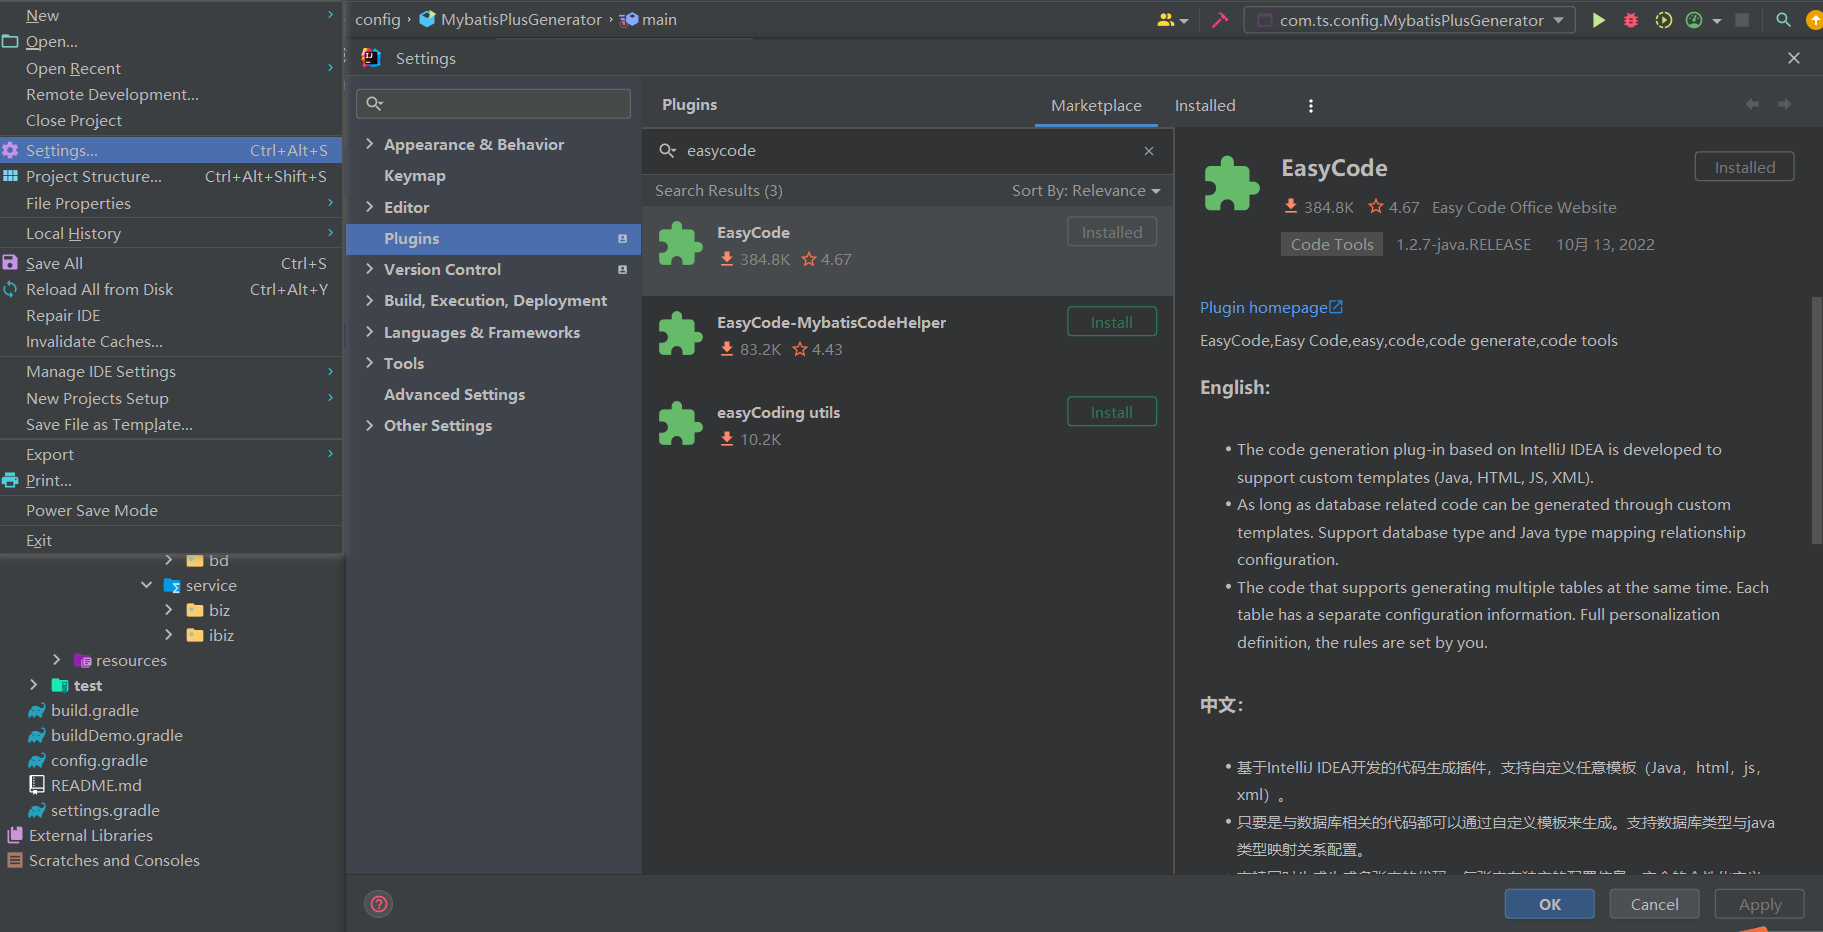 New
Open...
Open Recent
Remote Development...
Close Project
Settings... Ctrl+Alt+S
Project Structure... Ctrl+Alt+Shift+S
File Properties
Local History
Save All Ctrl+S
Reload All from Disk Ctrl+Alt+Y
Repair IDE
Invalidate Caches...
Manage IDE Settings
New Projects Setup
Save File as Template...
Export
Print...
Power Save Mode
Exit
bd
service
biz
ibiz
resources
test
build.gradle
buildDemo.gradle
config.gradle
README.md
settings.gradle
External Libraries
Scratches and Consoles
config › MybatisPlusGenerator › main
com.ts.config.MybatisPlusGenerator
Settings
Appearance & Behavior
Keymap
Editor
Plugins
Version Control
Build, Execution, Deployment
Languages & Frameworks
Tools
Advanced Settings
Other Settings
Plugins
Marketplace
Installed
easycode
Search Results (3)
Sort By: Relevance
EasyCode
Installed
384.8K 4.67
EasyCode-MybatisCodeHelper
Install
83.2K 4.43
easyCoding utils
Install
10.2K
EasyCode
Installed
384.8K 4.67 Easy Code Office Website
Code Tools 1.2.7-java.RELEASE 10月 13, 2022
Plugin homepage
EasyCode,Easy Code,easy,code,code generate,code tools
English:
• The code generation plug-in based on IntelliJ IDEA is developed to
support custom templates (Java, HTML, JS, XML).
• As long as database related code can be generated through custom
templates. Support database type and Java type mapping relationship
configuration.
• The code that supports generating multiple tables at the same time. Each
table has a separate configuration information. Full personalization
definition, the rules are set by you.
中文：
• 基于IntelliJ IDEA开发的代码生成插件，支持自定义任意模板（Java，html，js，
xml）。
• 只要是与数据库相关的代码都可以通过自定义模板来生成。支持数据库类型与java
类型映射关系配置。
OK
Cancel
Apply